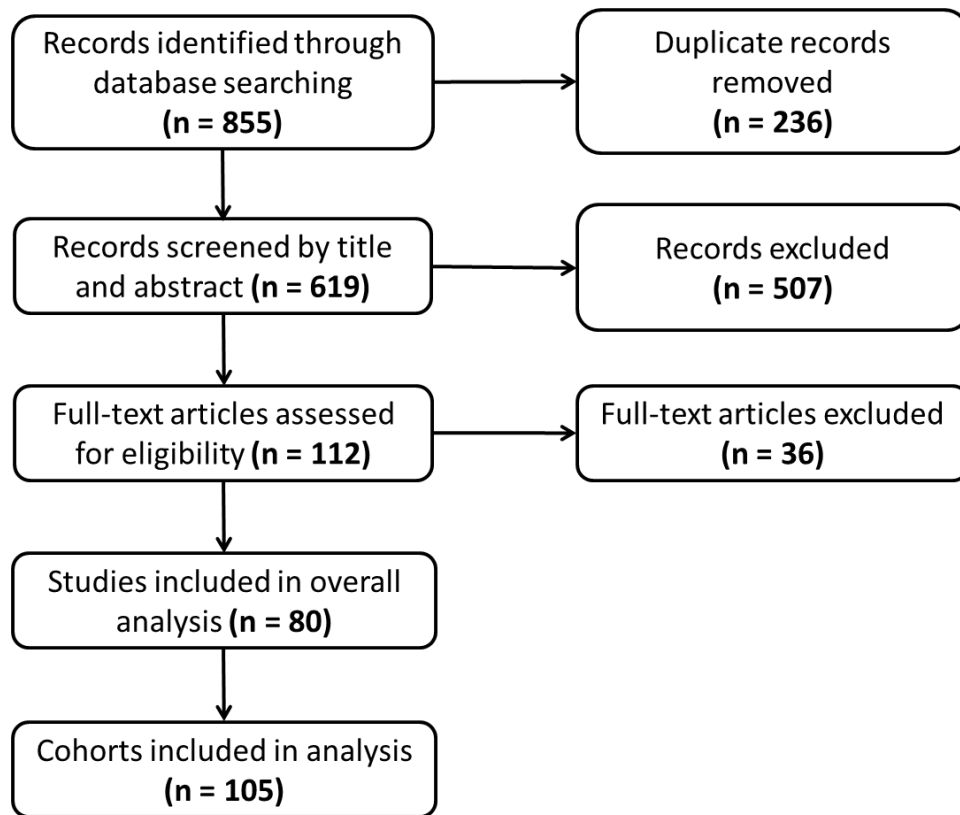 Records identified through
database searching
(n = 855)
Duplicate records
removed
(n = 236)
Records screened by title
and abstract (n = 619)
Records excluded
(n = 507)
Full-text articles assessed
for eligibility (n = 112)
Full-text articles excluded
(n = 36)
Studies included in overall
analysis (n = 80)
Cohorts included in analysis
(n = 105)